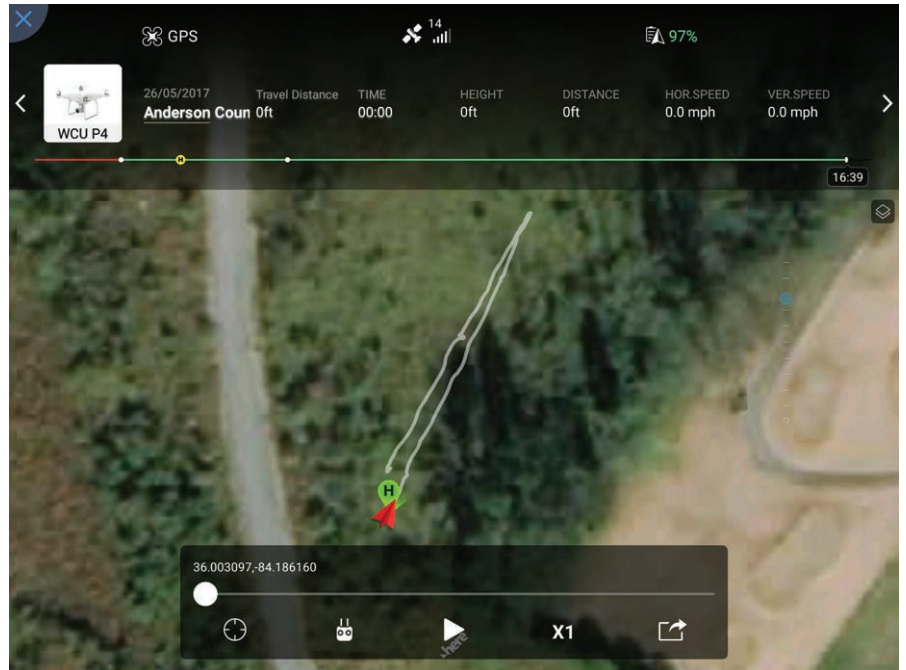 GPS
14
97%
WCU P4
26/05/2017
Anderson Coun
Travel Distance
0ft
TIME
00:00
HEIGHT
0ft
DISTANCE
0ft
HOR.SPEED
0.0 mph
VER.SPEED
0.0 mph
H
16:39
H
36.003097,-84.186160
X1
here